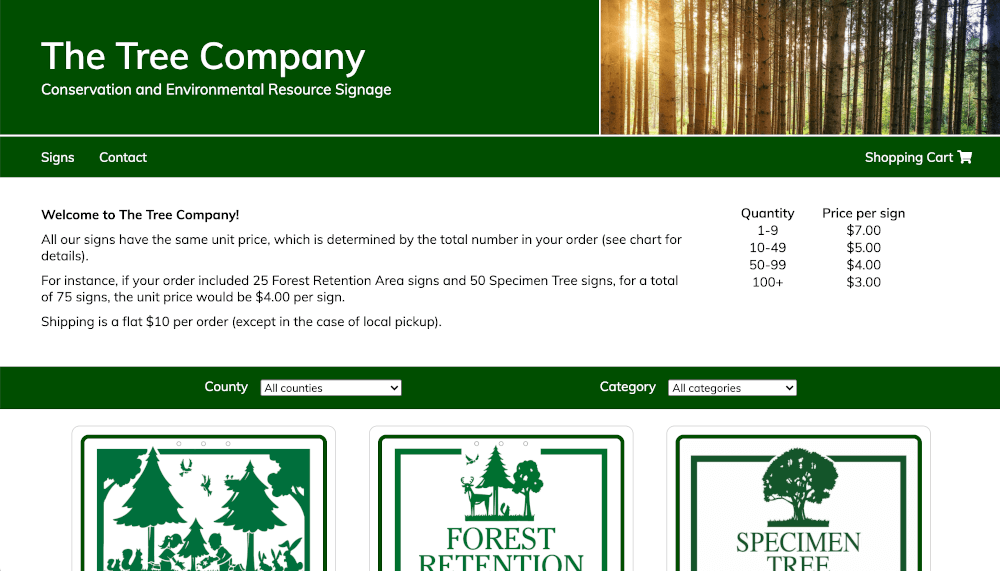 The Tree Company
Conservation and Environmental Resource Signage
Signs Contact Shopping Cart
Welcome to The Tree Company!
All our signs have the same unit price, which is determined by the total number in your order (see chart for
details).
For instance, if your order included 25 Forest Retention Area signs and 50 Specimen Tree signs, for a total
of 75 signs, the unit price would be $4.00 per sign.
Shipping is a flat $10 per order (except in the case of local pickup).
Quantity Price per sign
1-9 $7.00
10-49 $5.00
50-99 $4.00
100+ $3.00
County All counties Category All categories
FOREST
RETENTION
SPECIMEN
TREE